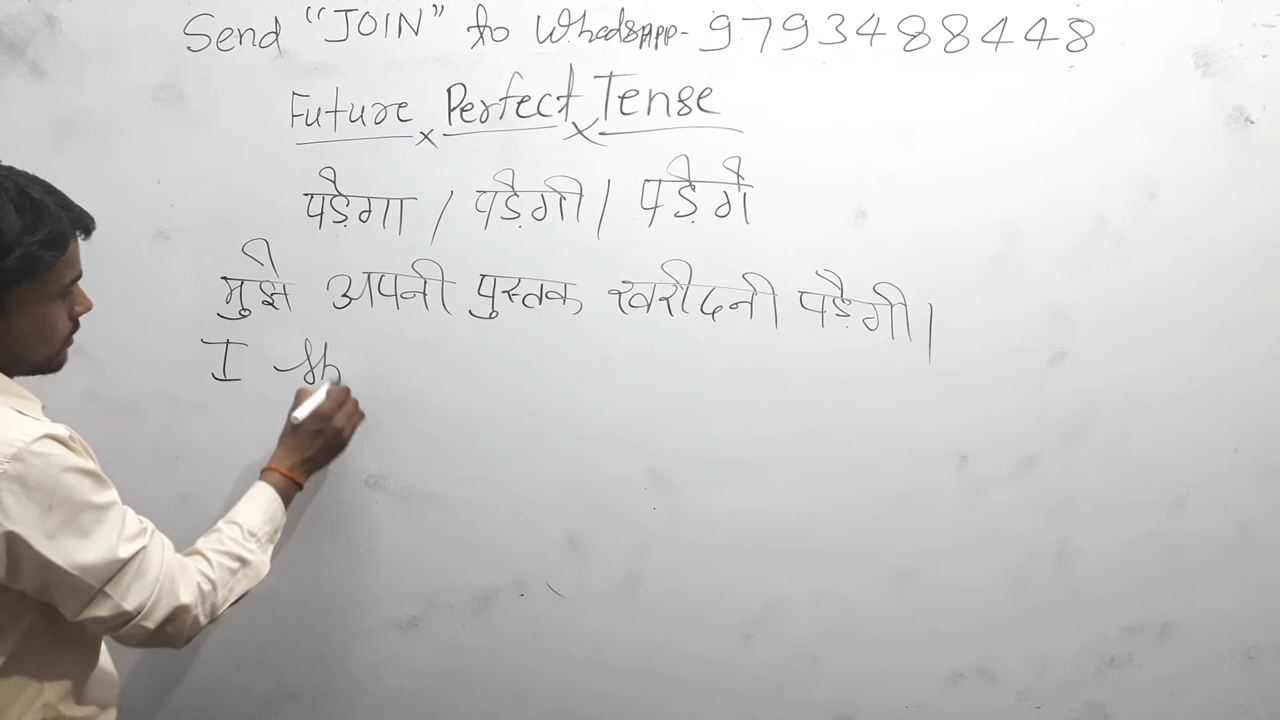 Send "JOIN" to WhatsAPP - 9793488448
Future × Perfect × Tense
पड़ेगा / पड़ेगी / पड़ेगे
मुझे अपनी पुस्तक खरीदनी पड़ेगी।
I sh